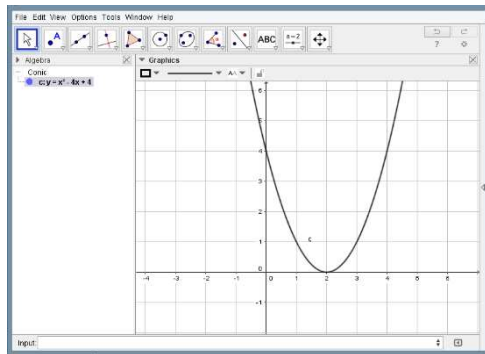 File Edit View Options Tools Window Help
A ABC a=2
?
Algebra
Graphics
Conic
c: y = x² - 4x + 4
AA
6
5
4
3
2
1
0
-1
-4 -3 -2 -1 0 1 2 3 4 5 6
c
Input: